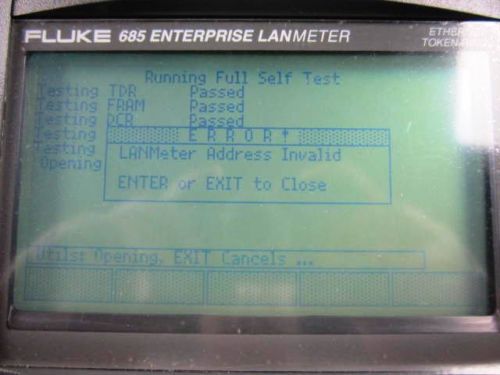 FLUKE 685 ENTERPRISE LANMETER
Running Full Self Test
Testing TDR Passed
Testing FRAM Passed
Testing DCR Passed
Testing
ERROR!
Testing
LANMeter Address Invalid
Opening
ENTER or EXIT to Close
Utils: Opening, EXIT Cancels ...